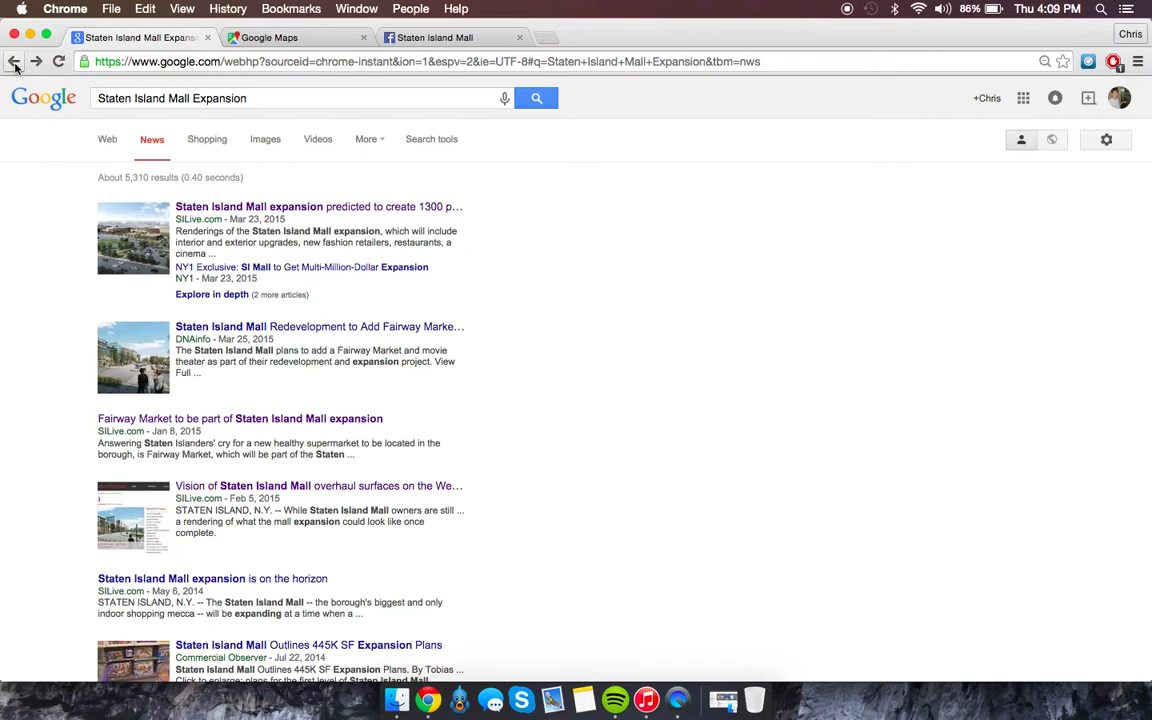 Chrome File Edit View History Bookmarks Window People Help 86% Thu 4:09 PM
Staten Island Mall Expansi Google Maps Staten Island Mall Chris
https://www.google.com/webhp?sourceid=chrome-instant&ion=1&espv=2&ie=UTF-8#q=Staten+Island+Mall+Expansion&tbm=nws
Google Staten Island Mall Expansion +Chris
Web News Shopping Images Videos More Search tools
About 5,310 results (0.40 seconds)
Staten Island Mall expansion predicted to create 1300 p…
SILive.com - Mar 23, 2015
Renderings of the Staten Island Mall expansion, which will include
interior and exterior upgrades, new fashion retailers, restaurants, a
cinema ...
NY1 Exclusive: SI Mall to Get Multi-Million-Dollar Expansion
NY1 - Mar 23, 2015
Explore in depth (2 more articles)
Staten Island Mall Redevelopment to Add Fairway Marke…
DNAinfo - Mar 25, 2015
The Staten Island Mall plans to add a Fairway Market and movie
theater as part of their redevelopment and expansion project. View
Full ...
Fairway Market to be part of Staten Island Mall expansion
SILive.com - Jan 8, 2015
Answering Staten Islanders' cry for a new healthy supermarket to be located in the
borough, is Fairway Market, which will be part of the Staten ...
Vision of Staten Island Mall overhaul surfaces on the We…
SILive.com - Feb 5, 2015
STATEN ISLAND, N.Y. -- While Staten Island Mall owners are still ...
a rendering of what the mall expansion could look like once
complete.
Staten Island Mall expansion is on the horizon
SILive.com - May 6, 2014
STATEN ISLAND, N.Y. -- The Staten Island Mall -- the borough's biggest and only
indoor shopping mecca -- will be expanding at a time when a ...
Staten Island Mall Outlines 445K SF Expansion Plans
Commercial Observer - Jul 22, 2014
Staten Island Mall Outlines 445K SF Expansion Plans. By Tobias ...
Click to enlarge: plans for the first level of Staten Island Mall